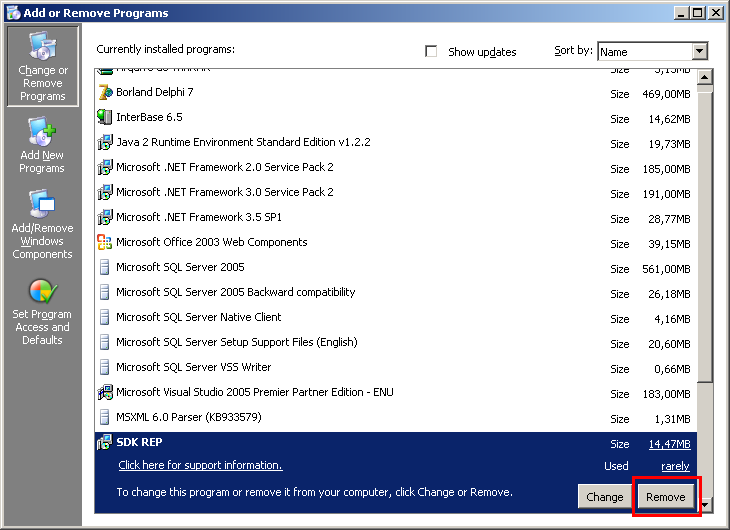 Add or Remove Programs
Change or
Remove
Programs
Add New
Programs
Add/Remove
Windows
Components
Set Program
Access and
Defaults
Currently installed programs:
Show updates
Sort by: Name
Size
Borland Delphi 7 Size 469,00MB
InterBase 6.5 Size 14,62MB
Java 2 Runtime Environment Standard Edition v1.2.2 Size 19,73MB
Microsoft .NET Framework 2.0 Service Pack 2 Size 185,00MB
Microsoft .NET Framework 3.0 Service Pack 2 Size 191,00MB
Microsoft .NET Framework 3.5 SP1 Size 28,77MB
Microsoft Office 2003 Web Components Size 39,15MB
Microsoft SQL Server 2005 Size 561,00MB
Microsoft SQL Server 2005 Backward compatibility Size 26,18MB
Microsoft SQL Server Native Client Size 4,16MB
Microsoft SQL Server Setup Support Files (English) Size 20,60MB
Microsoft SQL Server VSS Writer Size 0,66MB
Microsoft Visual Studio 2005 Premier Partner Edition - ENU Size 183,00MB
MSXML 6.0 Parser (KB933579) Size 1,31MB
SDK REP Size 14,47MB
Click here for support information. Used rarely
To change this program or remove it from your computer, click Change or Remove. Change Remove